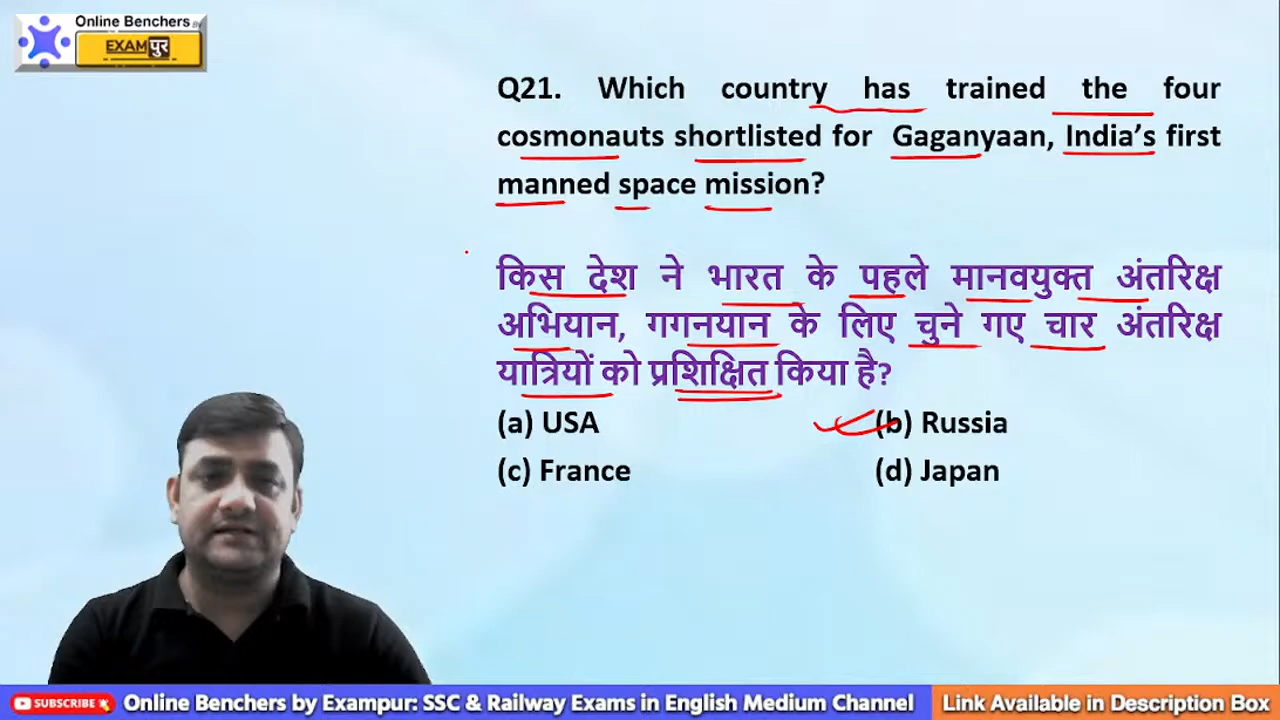 Online Benchers By
EXAMपुर
Q21. Which country has trained the four
cosmonauts shortlisted for Gaganyaan, India's first
manned space mission?
किस देश ने भारत के पहले मानवयुक्त अंतरिक्ष
अभियान, गगनयान के लिए चुने गए चार अंतरिक्ष
यात्रियों को प्रशिक्षित किया है?
(a) USA (b) Russia
(c) France (d) Japan
SUBSCRIBE Online Benchers by Exampur: SSC & Railway Exams in English Medium Channel Link Available in Description Box